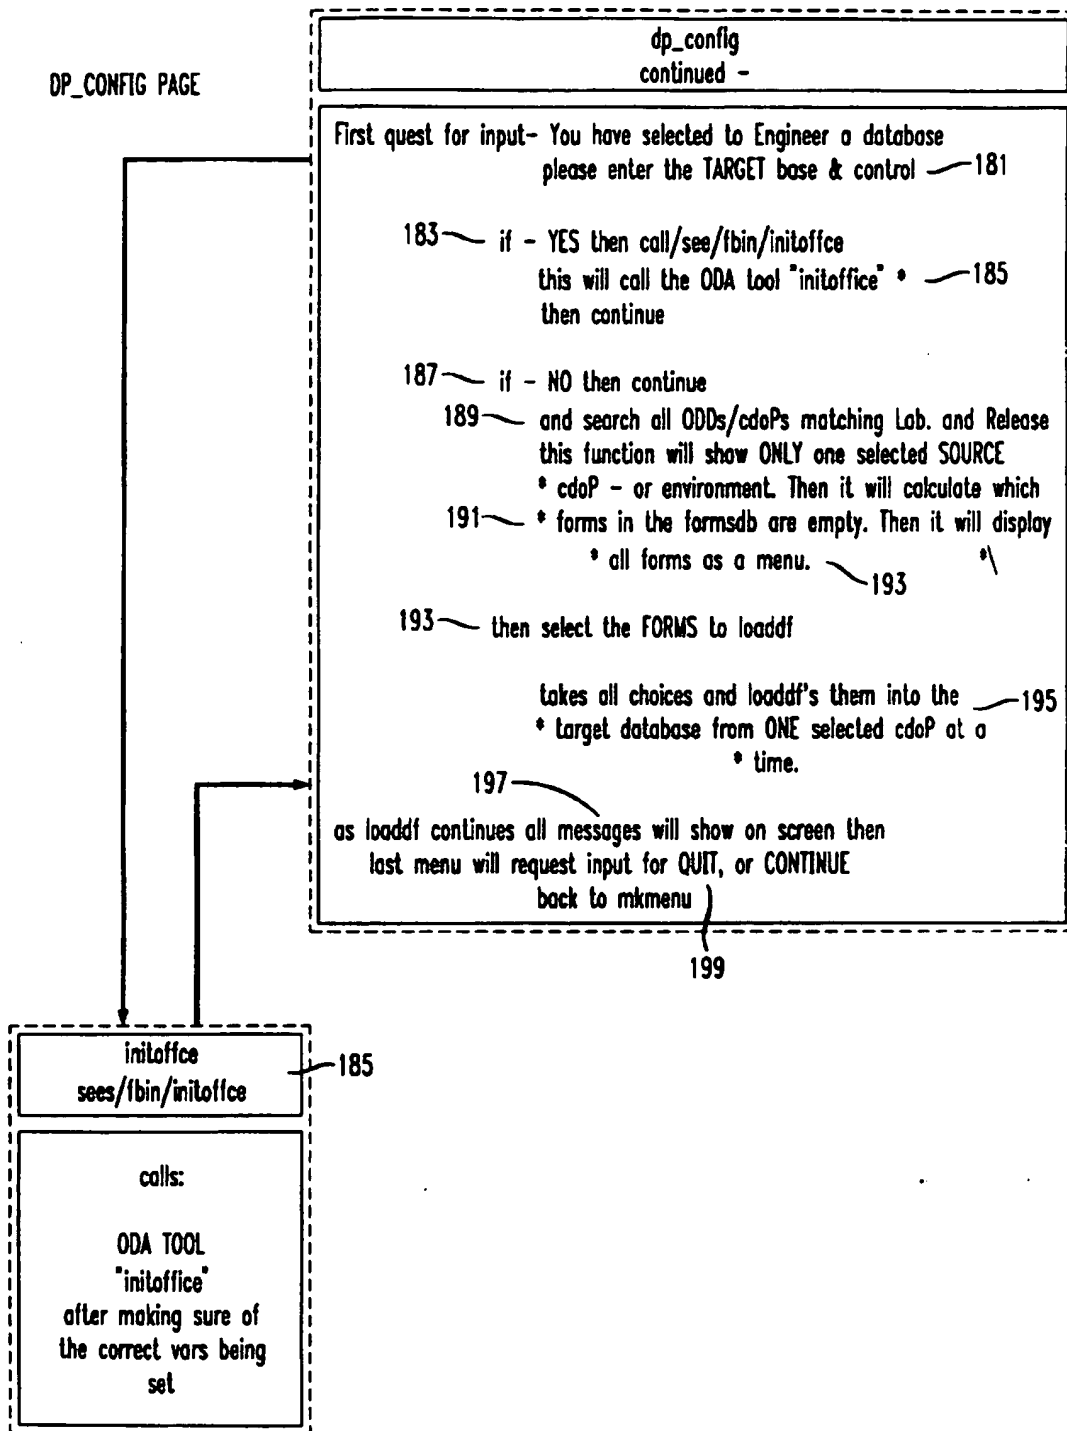 DP_CONFIG PAGE
dp_config
continued -
First quest for input- You have selected to Engineer a database
please enter the TARGET base & control 181
183 if - YES then call/see/fbin/initoffce
this will call the ODA tool "initoffice" * 185
then continue
187 if - NO then continue
189 and search all ODDs/cdoPs matching Lab. and Release
this function will show ONLY one selected SOURCE
* cdoP - or environment. Then it will calculate which
191 * forms in the formsdb are empty. Then it will display
* all forms as a menu. *\
193
193 then select the FORMS to loaddf
takes all choices and loaddf's them into the 195
* target database from ONE selected cdoP at a
* time.
197
as loaddf continues all messages will show on screen then
last menu will request input for QUIT, or CONTINUE
back to mkmenu
199
initoffce
sees/fbin/initoffce
185
calls:
ODA TOOL
"initoffice"
after making sure of
the correct vars being
set